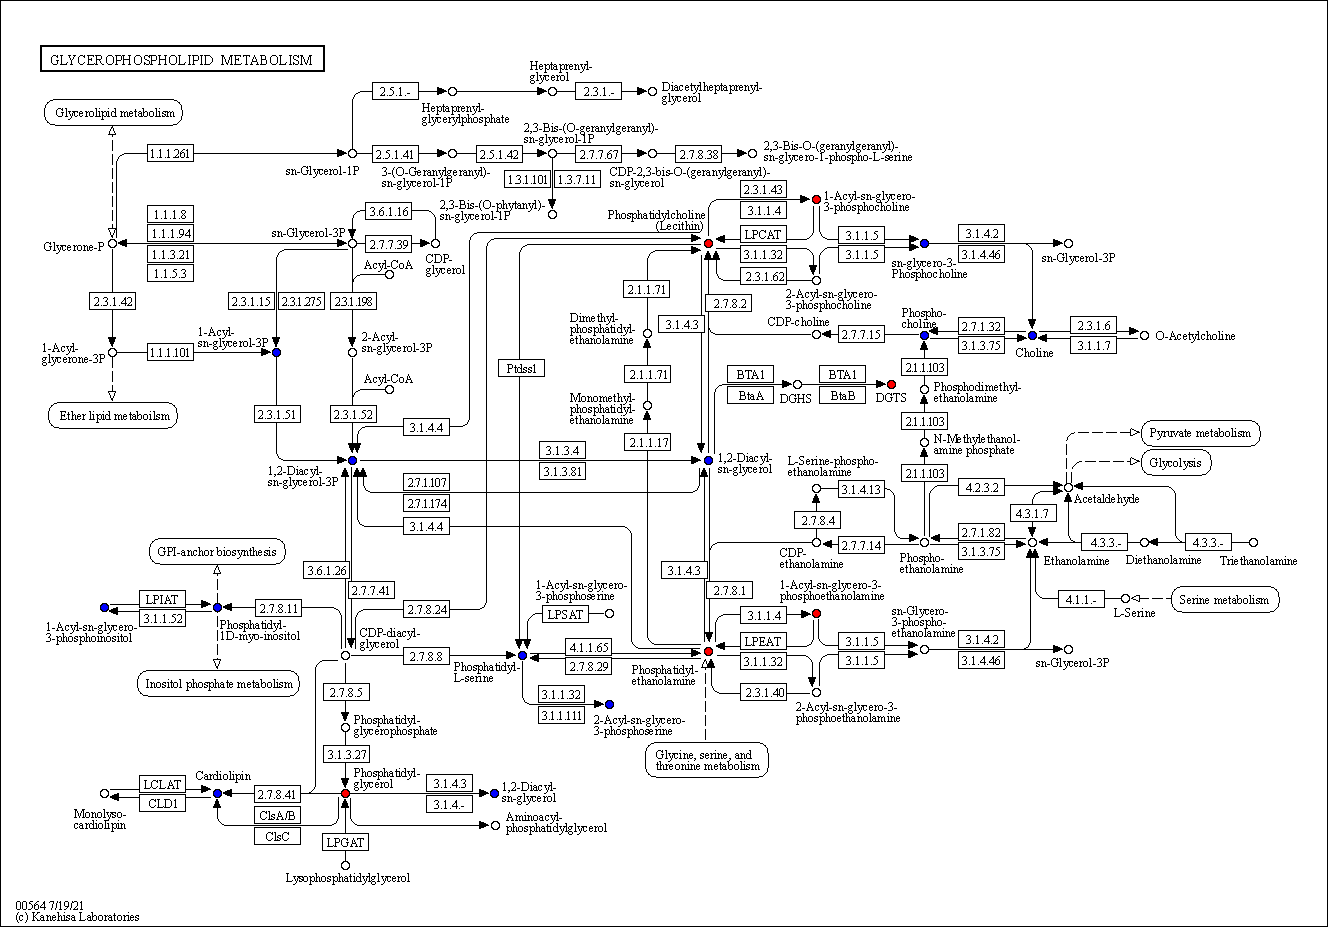 GLYCEROPHOSPHOLIPID METABOLISM
Heptaprenyl-
glycerol
2.5.1.-
2.3.1.-
Diacetylheptaprenyl-
glycerol
Heptaprenyl-
glycerylphosphate
Glycerolipid metabolism
2,3-Bis-(O-geranylgeranyl)-
sn-glycerol-1P
1.1.1.261
2.5.1.41
2.5.1.42
2.7.7.67
2.7.8.38
2,3-Bis-O-(geranylgeranyl)-
sn-glycero-1-phospho-L-serine
sn-Glycerol-1P
3-(O-Geranylgeranyl)-
sn-glycerol-1P
1.3.1.101
1.3.7.11
CDP-2,3-bis-O-(geranylgeranyl)-
sn-glycerol
2,3-Bis-(O-phytanyl)-
sn-glycerol-1P
1.1.1.8
1.1.1.94
1.1.3.21
1.1.5.3
Glycerone-P
sn-Glycerol-3P
3.6.1.16
2.7.7.39
CDP-
glycerol
Phosphatidylcholine
(Lecithin)
2.3.1.43
3.1.1.4
1-Acyl-sn-glycero-
3-phosphocholine
LPCAT
3.1.1.32
2.3.1.62
3.1.1.5
3.1.1.5
3.1.4.2
3.1.4.46
sn-glycero-3-
Phosphocholine
sn-Glycerol-3P
2-Acyl-sn-glycero-
3-phosphocholine
Acyl-CoA
2.3.1.42
2.3.1.15
2.3.1.275
2.3.1.198
2.1.1.71
2.7.8.2
3.1.4.3
Dimethyl-
phosphatidyl-
ethanolamine
CDP-choline
2.7.7.15
Phospho-
choline
2.7.1.32
3.1.3.75
Choline
2.3.1.6
3.1.1.7
O-Acetylcholine
1-Acyl-
glycerone-3P
1.1.1.101
1-Acyl-
sn-glycerol-3P
2-Acyl-
sn-glycerol-3P
Ptdss1
2.1.1.71
BTA1
BtaA
DGHS
BTA1
BtaB
DGTS
2.1.1.103
Phosphodimethyl-
ethanolamine
Acyl-CoA
Ether lipid metaboilsm
2.3.1.51
2.3.1.52
3.1.4.4
Monomethyl-
phosphatidyl-
ethanolamine
2.1.1.17
2.1.1.103
N-Methylethanol-
amine phosphate
2.1.1.103
Pyruvate metabolism
Glycolysis
1,2-Diacyl-
sn-glycerol-3P
3.1.3.4
3.1.3.81
1,2-Diacyl-
sn-glycerol
2.7.1.107
2.7.1.174
3.1.4.4
L-Serine-phospho-
ethanolamine
3.1.4.13
2.7.8.4
4.2.3.2
Acetaldehyde
4.3.1.7
GPI-anchor biosynthesis
CDP-
ethanolamine
2.7.7.14
Phospho-
ethanolamine
2.7.1.82
3.1.3.75
Ethanolamine
4.3.3.-
Diethanolamine
4.3.3.-
Triethanolamine
3.6.1.26
2.7.7.41
3.1.4.3
2.7.8.1
LPIAT
3.1.1.52
1-Acyl-sn-glycero-
3-phosphoinositol
Phosphatidyl-
1D-myo-inositol
2.7.8.11
2.7.8.24
1-Acyl-sn-glycero-
3-phosphoserine
LPSAT
1-Acyl-sn-glycero-3-
phosphoethanolamine
sn-Glycero-
3-phospho-
ethanolamine
4.1.1.-
L-Serine
Serine metabolism
CDP-diacyl-
glycerol
2.7.8.8
Phosphatidyl-
L-serine
4.1.1.65
2.7.8.29
Phosphatidyl-
ethanolamine
3.1.1.4
LPEAT
3.1.1.32
2.3.1.40
3.1.1.5
3.1.1.5
3.1.4.2
3.1.4.46
sn-Glycerol-3P
2-Acyl-sn-glycero-3-
phosphoethanolamine
Inositol phosphate metabolism
2.7.8.5
3.1.1.32
3.1.1.111
2-Acyl-sn-glycero-
3-phosphoserine
Phosphatidyl-
glycerophosphate
3.1.3.27
Glycine, serine, and
threonine metabolism
LCLAT
CLD1
Monolyso-
cardiolipin
Cardiolipin
2.7.8.41
ClsA/B
ClsC
Phosphatidyl-
glycerol
3.1.4.3
3.1.4.-
1,2-Diacyl-
sn-glycerol
Aminoacyl-
phosphatidylglycerol
LPGAT
Lysophosphatidylglycerol
00564 7/19/21
(c) Kanehisa Laboratories